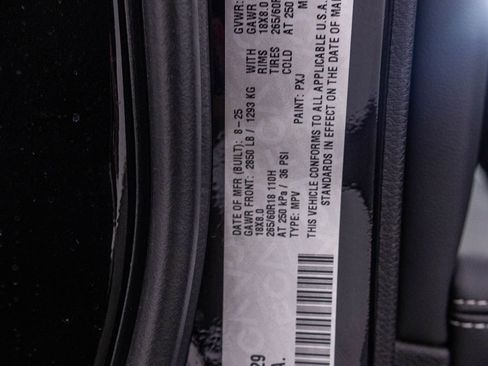 DATE OF MFR (BUILT): 8-25 GVWR:
GAWR FRONT: 2850 LB / 1293 KG WITH GAWR
18X8.0 RIMS 18X8.0
265/60R18 110H TIRES 265/60R
AT 250 kPa / 36 PSI COLD AT 250
TYPE: MPV PAINT: PXJ
THIS VEHICLE CONFORMS TO ALL APPLICABLE U.S.A.
STANDARDS IN EFFECT ON THE DATE OF MA
29
A.